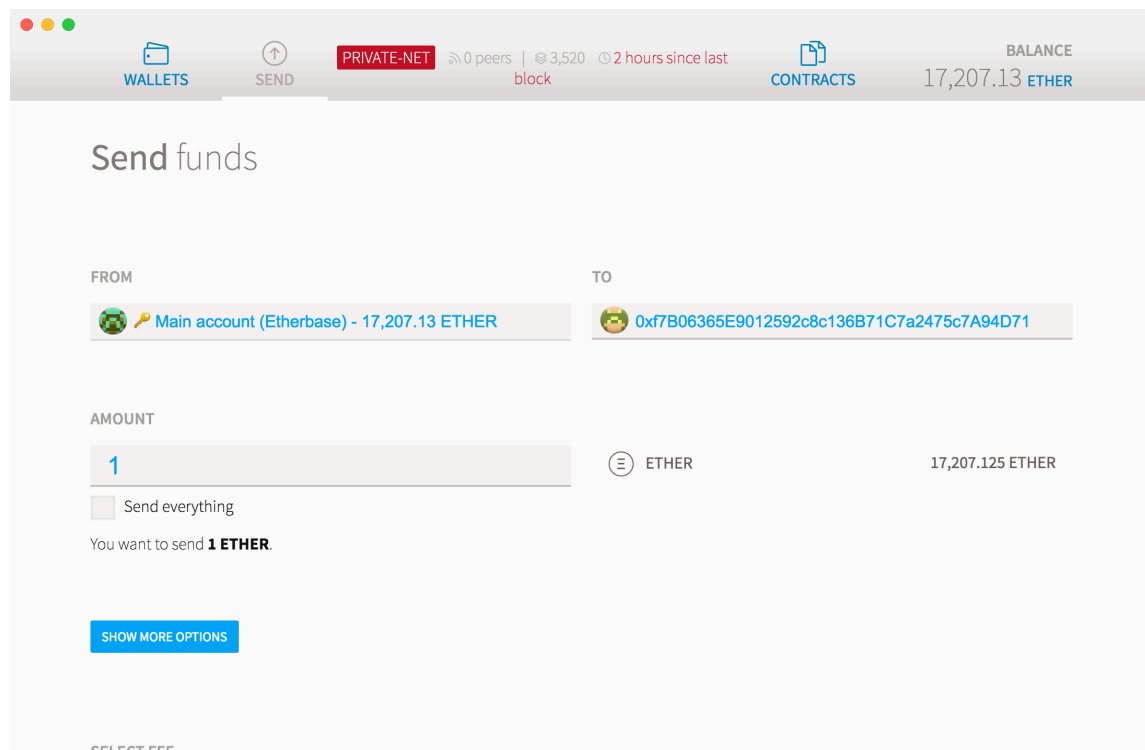 WALLETS
SEND
PRIVATE-NET 0 peers | 3,520 2 hours since last
block
CONTRACTS
BALANCE
17,207.13 ETHER
Send funds
FROM
TO
Main account (Etherbase) - 17,207.13 ETHER
0xf7B06365E9012592c8c136B71C7a2475c7A94D71
AMOUNT
1
ETHER
17,207.125 ETHER
Send everything
You want to send 1 ETHER.
SHOW MORE OPTIONS
SELECT FEE